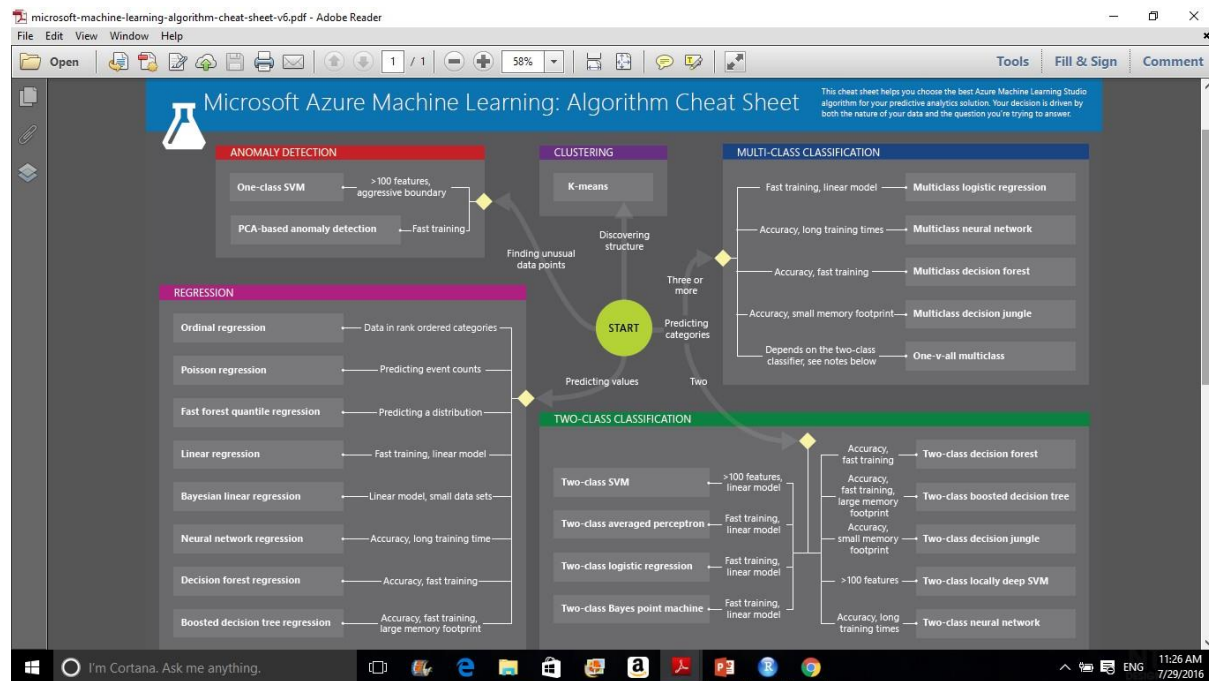 microsoft-machine-learning-algorithm-cheat-sheet-v6.pdf - Adobe Reader
File Edit View Window Help
Open
1 / 1
58%
Tools
Fill & Sign
Comment
Microsoft Azure Machine Learning: Algorithm Cheat Sheet
This cheat sheet helps you choose the best Azure Machine Learning Studio
algorithm for your predictive analytics solution. Your decision is driven by
both the nature of your data and the question you're trying to answer.
ANOMALY DETECTION
One-class SVM
>100 features,
aggressive boundary
PCA-based anomaly detection
Fast training
CLUSTERING
K-means
MULTI-CLASS CLASSIFICATION
Fast training, linear model
Multiclass logistic regression
Accuracy, long training times
Multiclass neural network
Accuracy, fast training
Multiclass decision forest
Accuracy, small memory footprint
Multiclass decision jungle
Depends on the two-class
classifier, see notes below
One-v-all multiclass
Finding unusual
data points
Discovering
structure
Three or
more
START
Predicting
categories
Predicting values
Two
REGRESSION
Ordinal regression
Data in rank ordered categories
Poisson regression
Predicting event counts
Fast forest quantile regression
Predicting a distribution
Linear regression
Fast training, linear model
Bayesian linear regression
Linear model, small data sets
Neural network regression
Accuracy, long training time
Decision forest regression
Accuracy, fast training
Boosted decision tree regression
Accuracy, fast training,
large memory footprint
TWO-CLASS CLASSIFICATION
Two-class SVM
>100 features,
linear model
Two-class averaged perceptron
Fast training,
linear model
Two-class logistic regression
Fast training,
linear model
Two-class Bayes point machine
Fast training,
linear model
Accuracy,
fast training
Two-class decision forest
Accuracy,
fast training,
large memory
footprint
Two-class boosted decision tree
Accuracy,
small memory
footprint
Two-class decision jungle
>100 features
Two-class locally deep SVM
Accuracy, long
training times
Two-class neural network
I'm Cortana. Ask me anything.
a
R
ENG
11:26 AM
7/29/2016